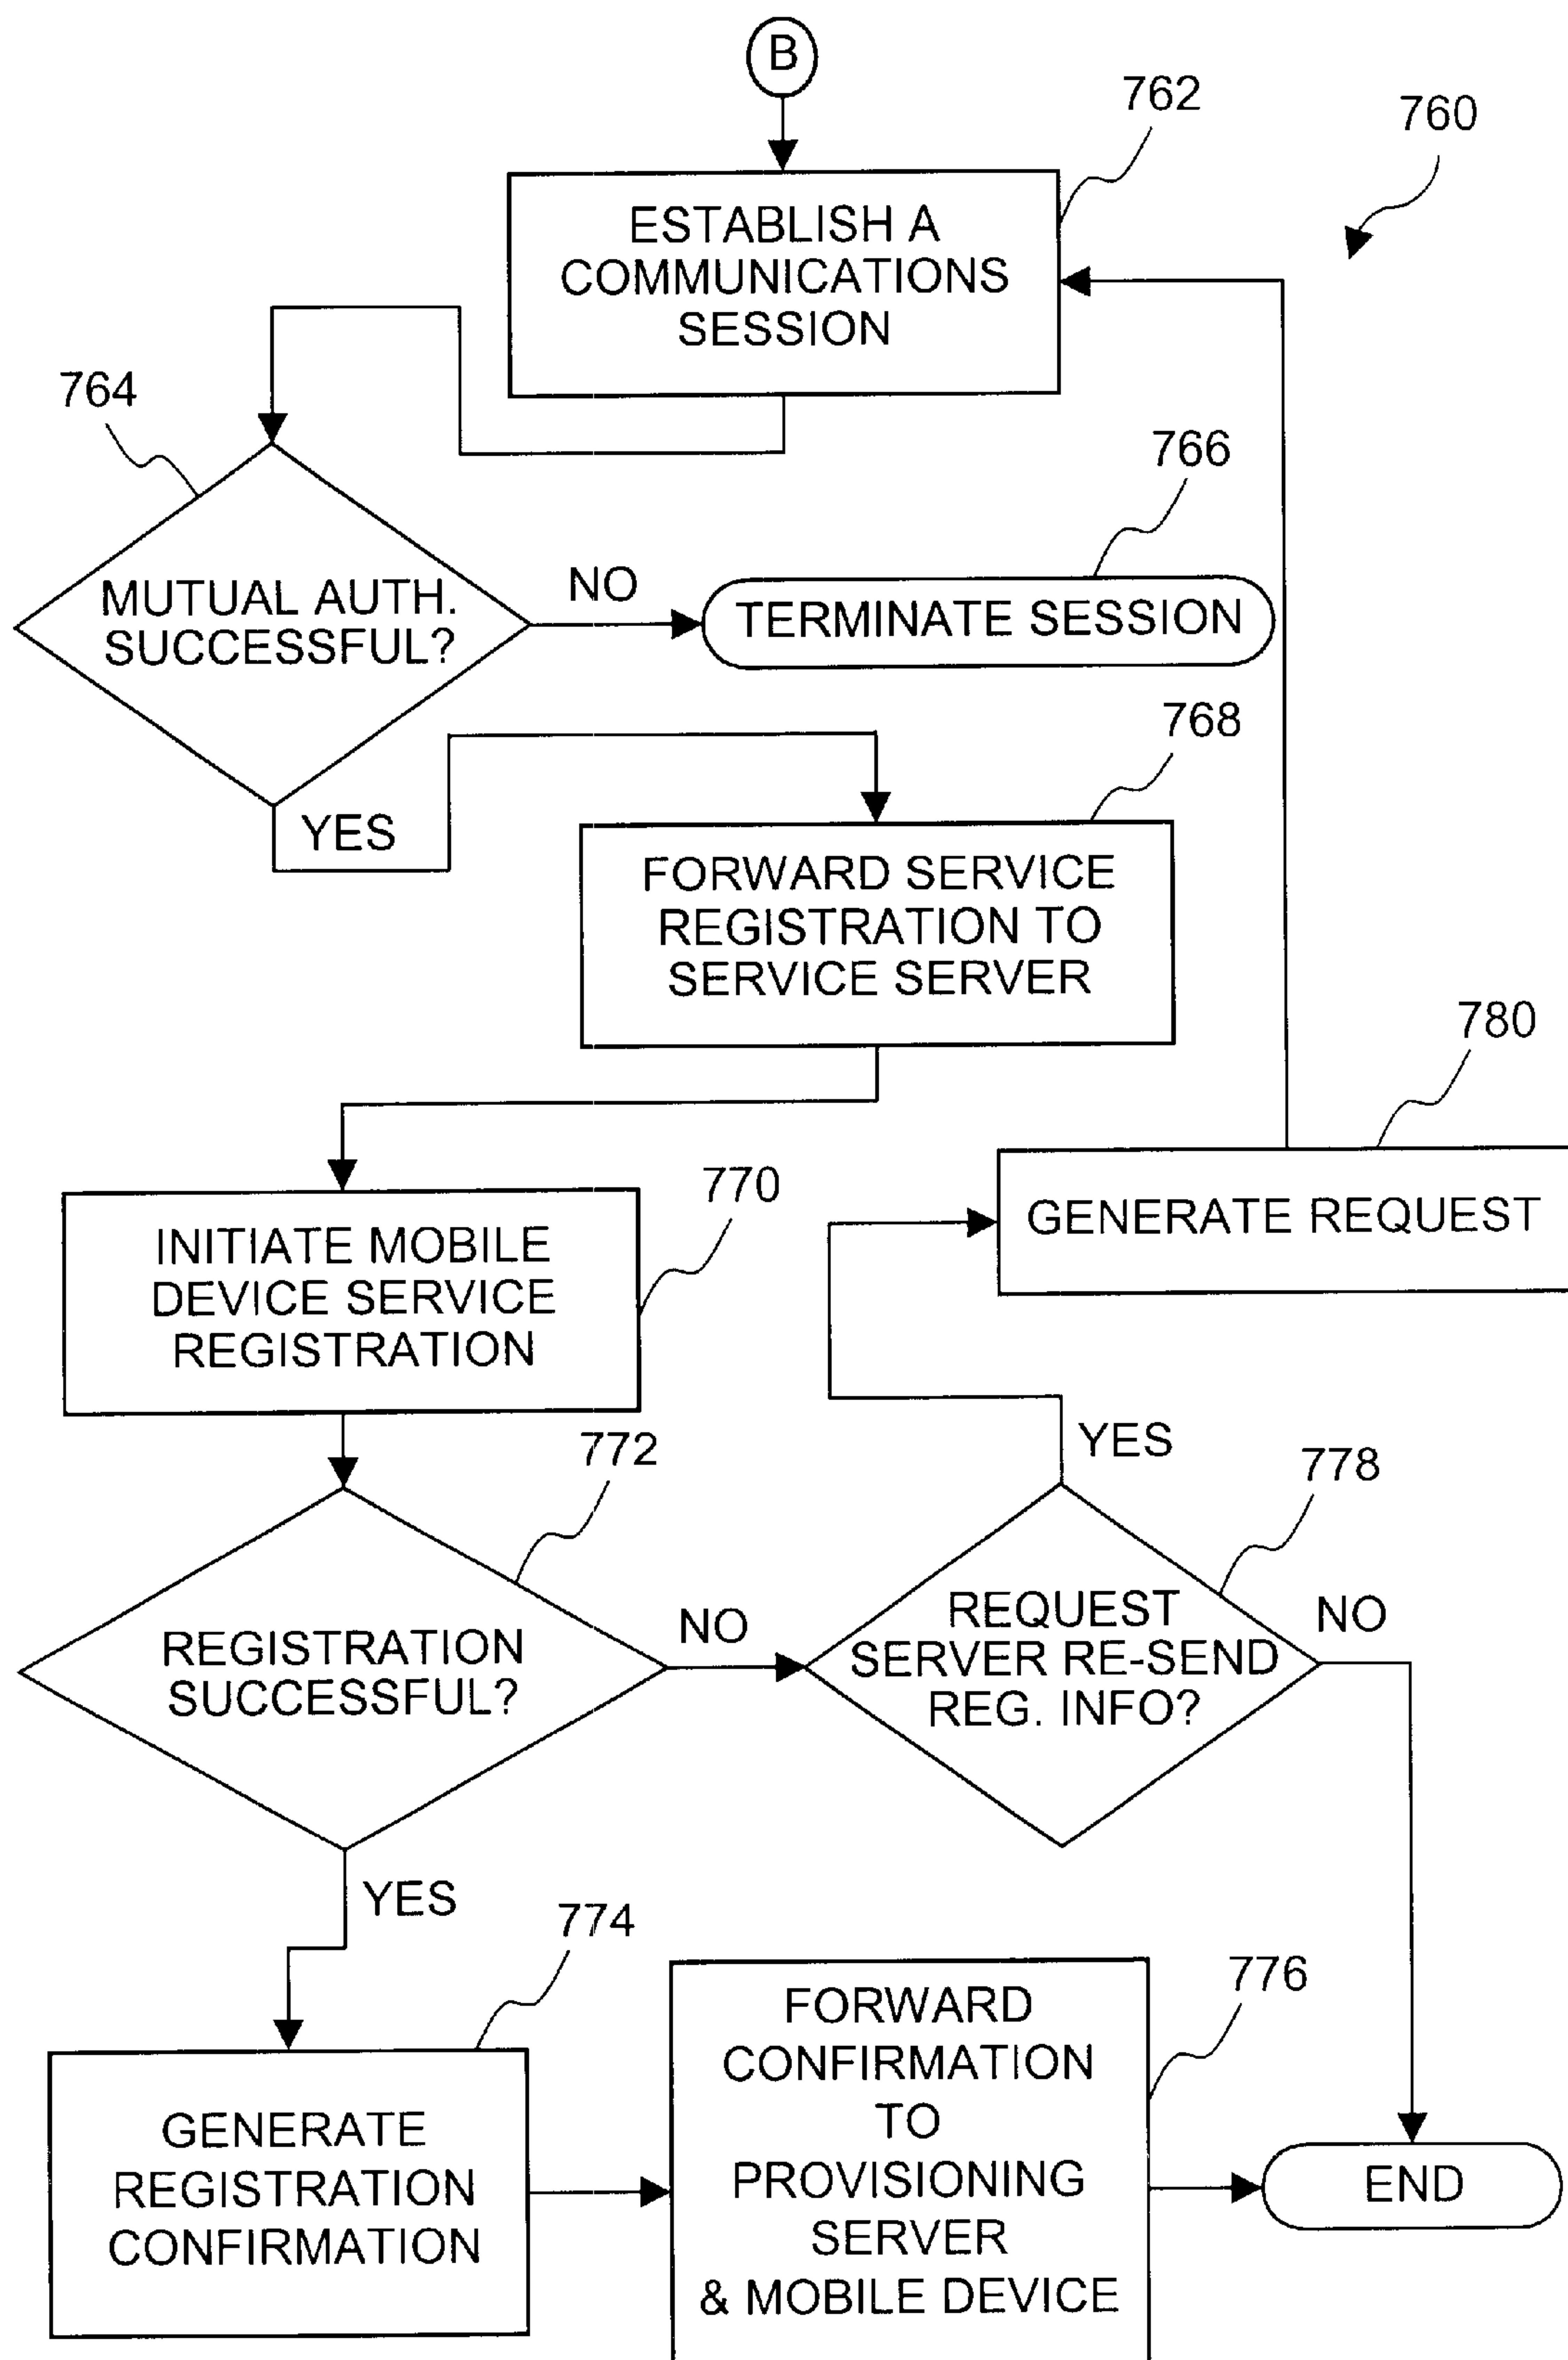 B
762
760
ESTABLISH A
COMMUNICATIONS
SESSION
764
766
MUTUAL AUTH.
SUCCESSFUL?
NO
TERMINATE SESSION
768
YES
FORWARD SERVICE
REGISTRATION TO
SERVICE SERVER
780
770
GENERATE REQUEST
INITIATE MOBILE
DEVICE SERVICE
REGISTRATION
772
YES
778
REGISTRATION
SUCCESSFUL?
NO
REQUEST
SERVER RE-SEND
REG. INFO?
NO
YES
774
776
GENERATE
REGISTRATION
CONFIRMATION
FORWARD
CONFIRMATION
TO
PROVISIONING
SERVER
& MOBILE DEVICE
END